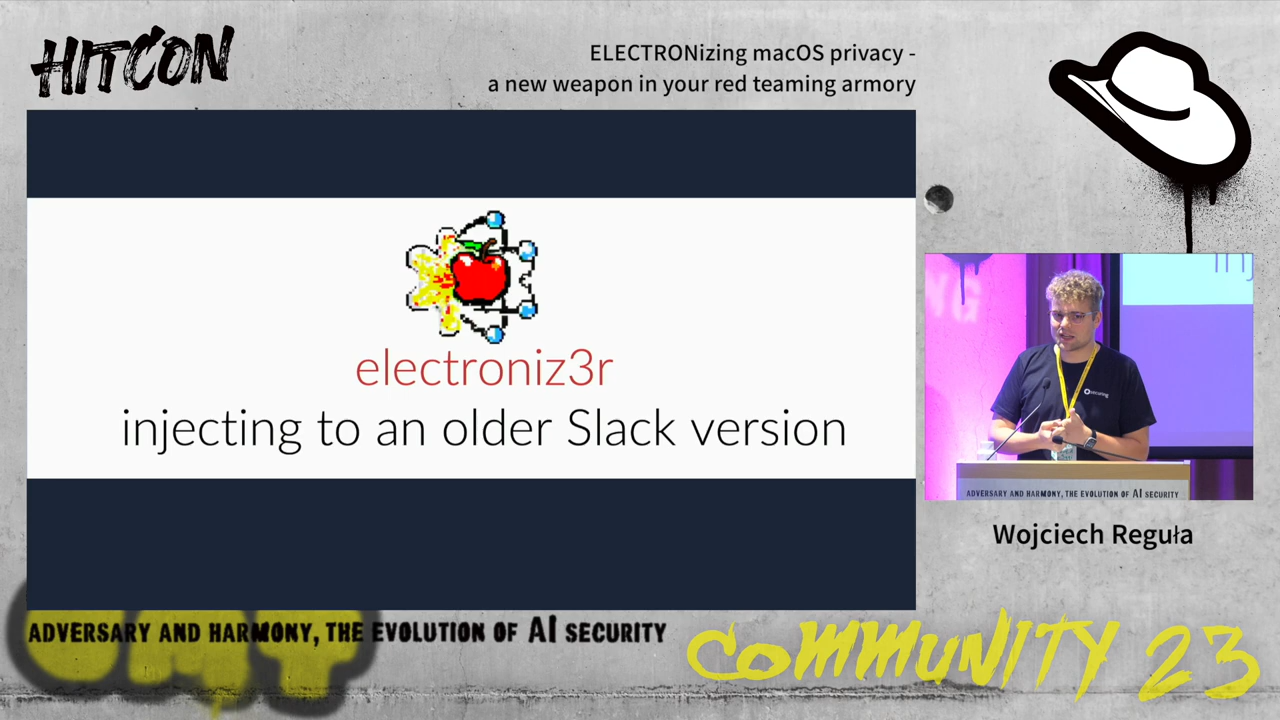 HITCON
ELECTRONizing macOS privacy -
a new weapon in your red teaming armory
electroniz3r
injecting to an older Slack version
securing
ADVERSARY AND HARMONY, THE EVOLUTION OF AI SECURITY
Wojciech Reguła
ADVERSARY AND HARMONY, THE EVOLUTION OF AI SECURITY
COMMUNITY 23